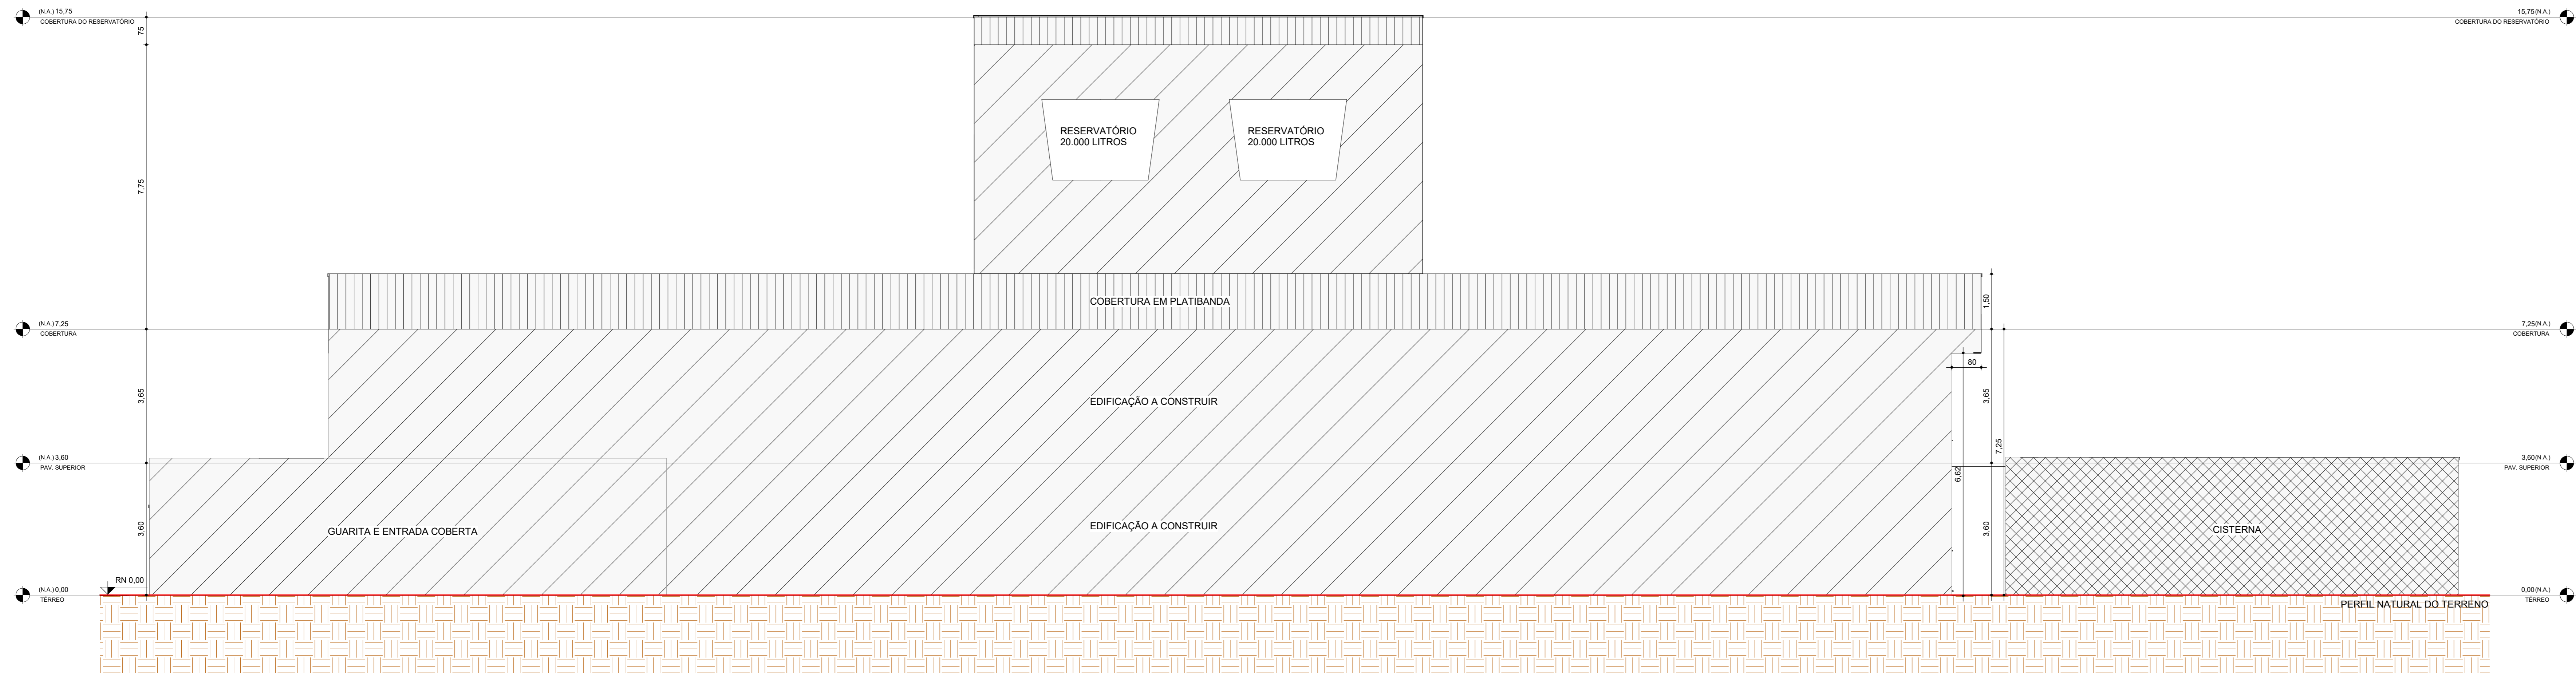 (N.A.) 15,75
COBERTURA DO RESERVATÓRIO
15,75(N.A.)
COBERTURA DO RESERVATÓRIO
75
RESERVATÓRIO
20.000 LITROS
RESERVATÓRIO
20.000 LITROS
7,75
COBERTURA EM PLATIBANDA
1,50
(N.A.) 7,25
COBERTURA
7,25(N.A.)
COBERTURA
80
3,65
EDIFICAÇÃO A CONSTRUIR
3,65
7,25
(N.A.) 3,60
PAV. SUPERIOR
3,60(N.A.)
PAV. SUPERIOR
6,62
3,60
GUARITA E ENTRADA COBERTA
EDIFICAÇÃO A CONSTRUIR
3,60
CISTERNA
RN 0,00
(N.A.) 0,00
TÉRREO
0,00(N.A.)
TÉRREO
PERFIL NATURAL DO TERRENO